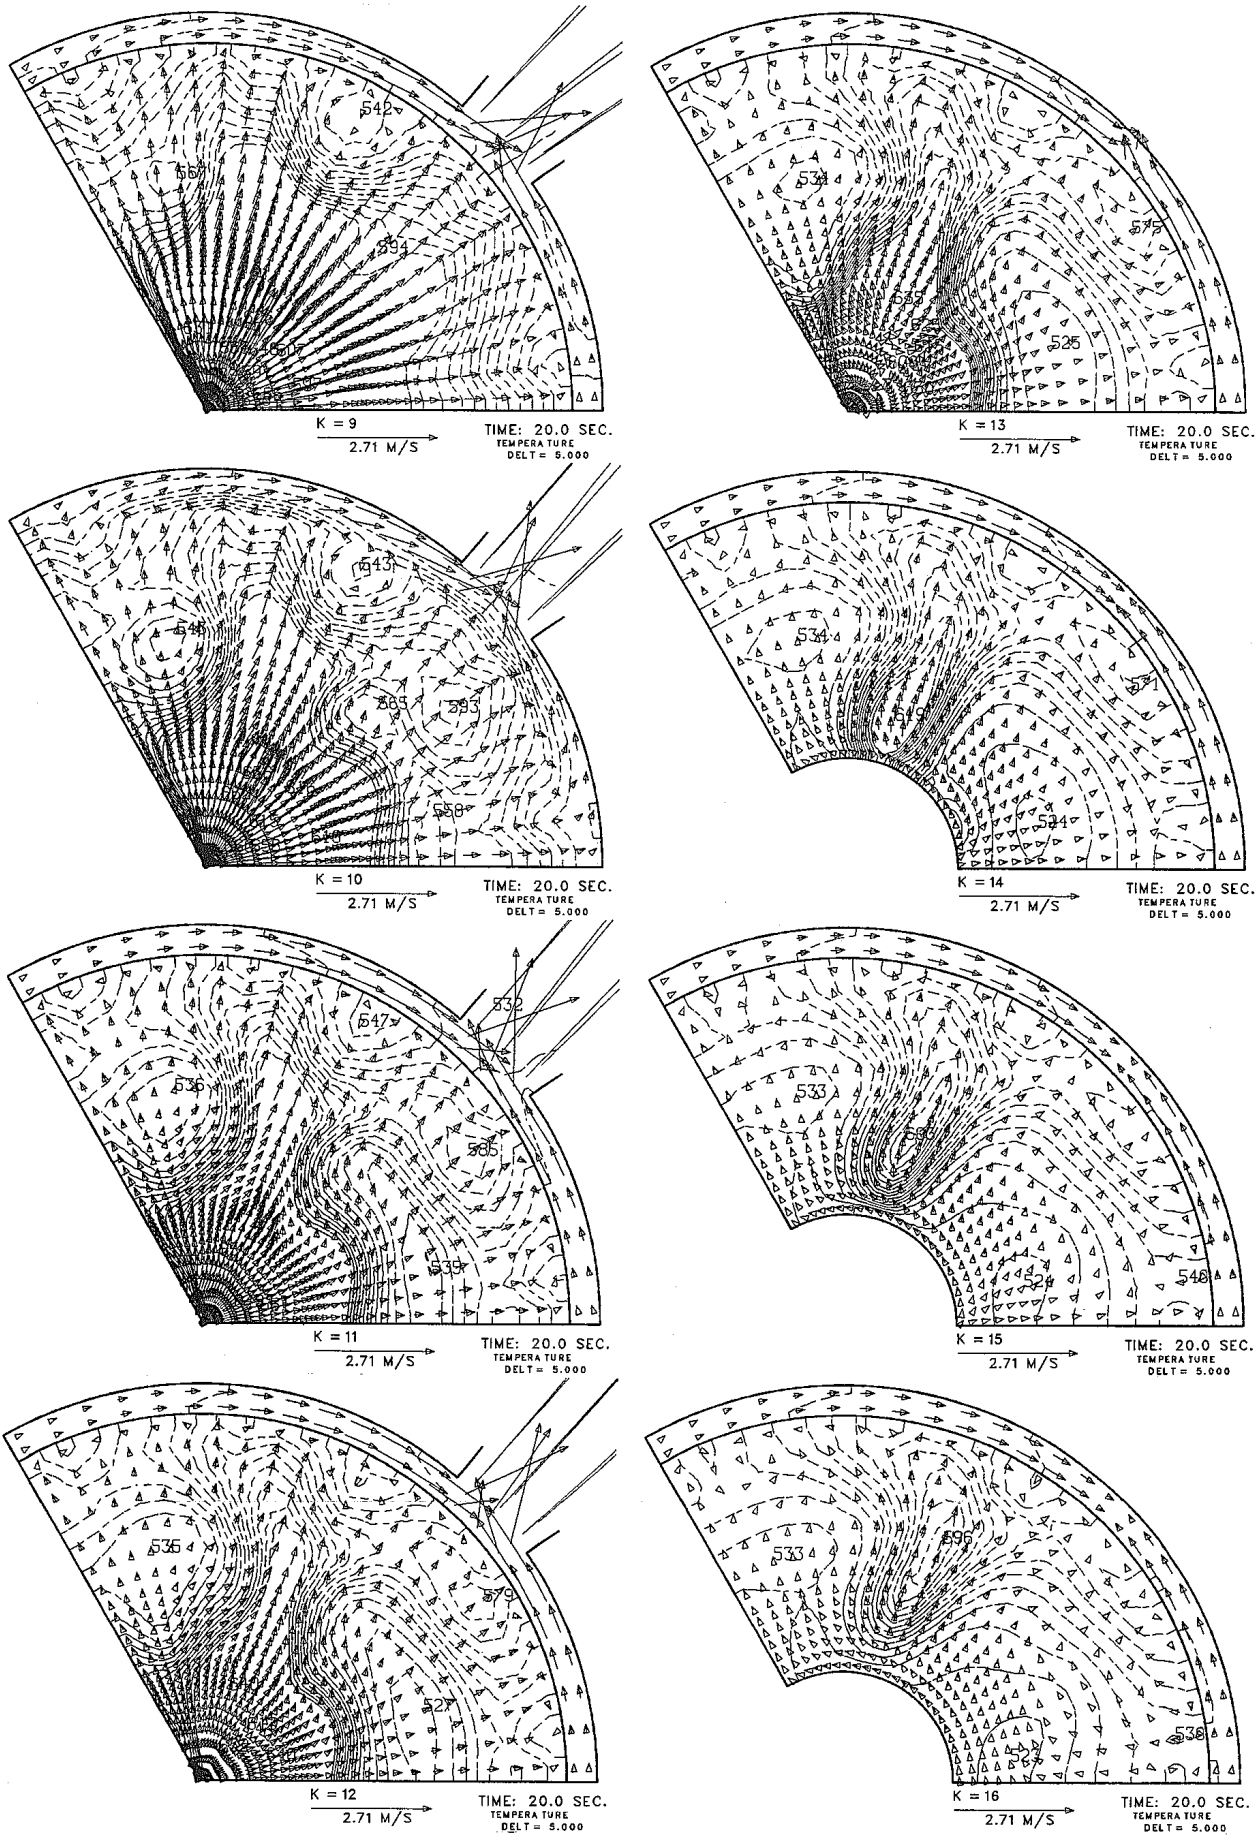 542
567
594
K = 9
2.71 M/S
TIME: 20.0 SEC.
TEMPERATURE
DELT = 5.000
543
546
565
593
558
K = 10
2.71 M/S
TIME: 20.0 SEC.
TEMPERATURE
DELT = 5.000
532
547
536
585
535
K = 11
2.71 M/S
TIME: 20.0 SEC.
TEMPERATURE
DELT = 5.000
535
579
527
K = 12
2.71 M/S
TIME: 20.0 SEC.
TEMPERATURE
DELT = 5.000
534
575
525
K = 13
2.71 M/S
TIME: 20.0 SEC.
TEMPERATURE
DELT = 5.000
534
571
619
524
K = 14
2.71 M/S
TIME: 20.0 SEC.
TEMPERATURE
DELT = 5.000
533
524
548
K = 15
2.71 M/S
TIME: 20.0 SEC.
TEMPERATURE
DELT = 5.000
596
533
538
523
K = 16
2.71 M/S
TIME: 20.0 SEC.
TEMPERATURE
DELT = 5.000